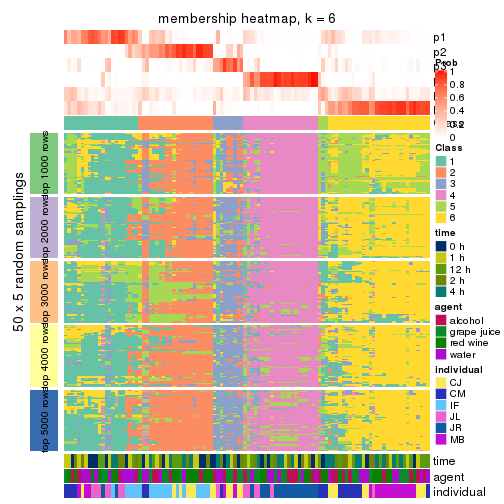 membership heatmap, k = 6
p1
p2
p3
Prob
1
0.8
0.6
0.4
0.2
0
Class
1
2
3
4
5
6
time
0 h
1 h
12 h
2 h
4 h
agent
alcohol
grape juice
red wine
water
individual
CJ
CM
IF
JL
JR
MB
50 x 5 random samplings
top 1000 rows
top 2000 rows
top 3000 rows
top 4000 rows
top 5000 rows
time
agent
individual